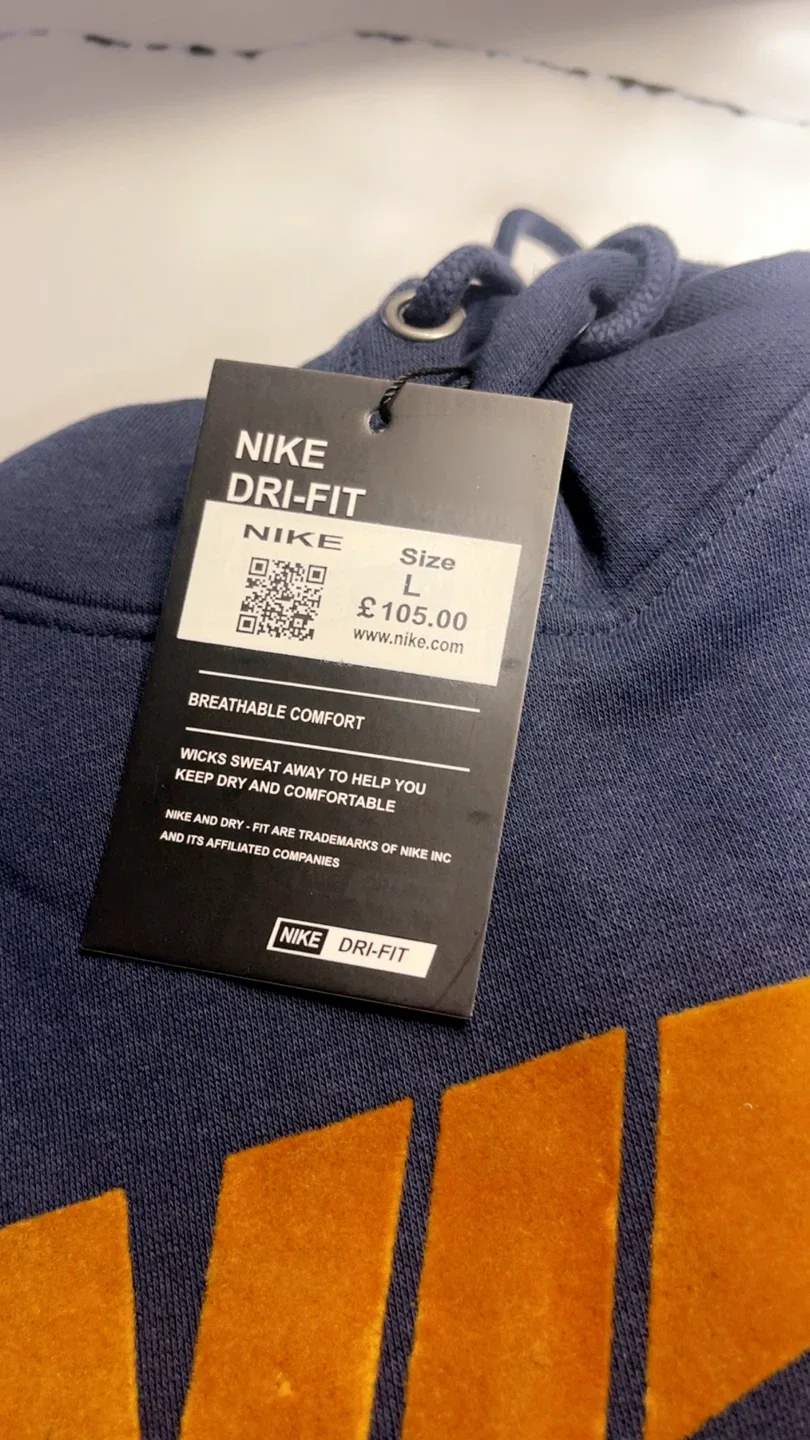 NIKE
DRI-FIT
NIKE
Size
L
£105.00
www.nike.com
BREATHABLE COMFORT
WICKS SWEAT AWAY TO HELP YOU
KEEP DRY AND COMFORTABLE
NIKE AND DRY - FIT ARE TRADEMARKS OF NIKE INC
AND ITS AFFILIATED COMPANIES
NIKE DRI-FIT